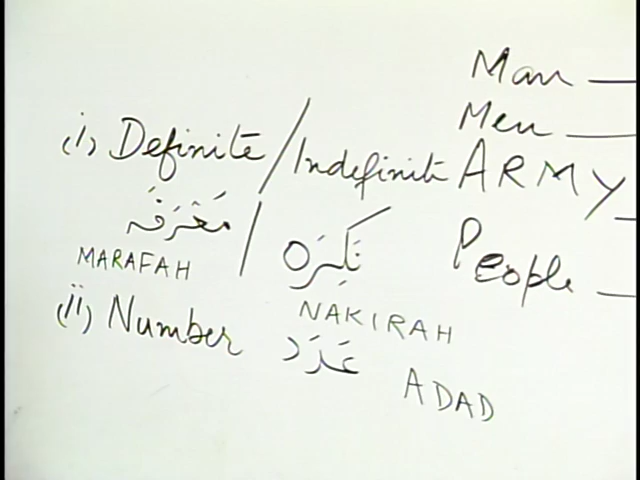 Man
Men
(i) Definite / Indefinite ARMY
مَعْرَفَہ / نَكِرَه
MARAFAH
People
NAKIRAH
(ii) Number عَدَد
ADAD